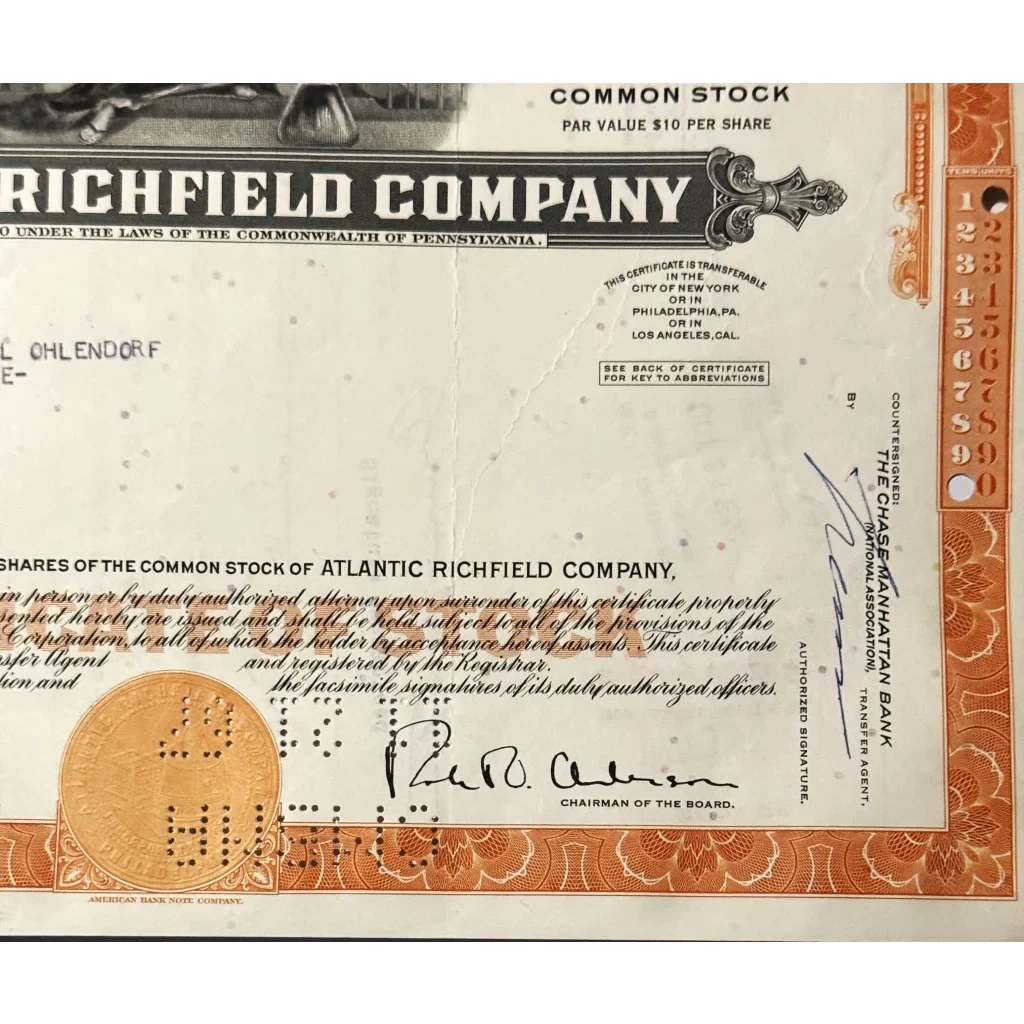 COMMON STOCK
PAR VALUE $10 PER SHARE
RICHFIELD COMPANY
UNDER THE LAWS OF THE COMMONWEALTH OF PENNSYLVANIA.
THIS CERTIFICATE IS TRANSFERABLE
IN THE
CITY OF NEW YORK
OR IN
PHILADELPHIA, PA.
OR IN
LOS ANGELES, CAL.
SEE BACK OF CERTIFICATE
FOR KEY TO ABBREVIATIONS
L OHLENDORF
E-
TENS UNITS
1
2 2
3 3
4 4
5 5
6 6
7 7
8 8
9 9
0
COUNTERSIGNED:
THE CHASE MANHATTAN BANK
(NATIONAL ASSOCIATION),
TRANSFER AGENT,
BY
AUTHORIZED SIGNATURE.
SHARES OF THE COMMON STOCK OF ATLANTIC RICHFIELD COMPANY,
in person or by duly authorized attorney upon surrender of this certificate properly
hereby are issued and shall be held subject to all of the provisions of the
Corporation, to all of which the holder by acceptance hereof assents. This certificate
Agent and registered by the Registrar.
and the facsimile signatures of its duly authorized officers.
STOCK
CHAIRMAN OF THE BOARD.
AMERICAN BANK NOTE COMPANY.